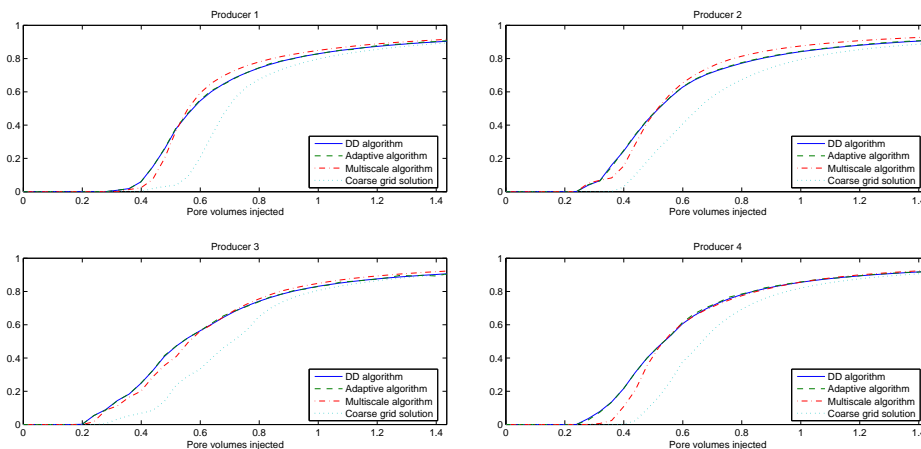 Producer 1
1
0.8
0.6
0.4
0.2
0
0 0.2 0.4 0.6 0.8 1 1.2 1.4
Pore volumes injected
DD algorithm
Adaptive algorithm
Multiscale algorithm
Coarse grid solution
Producer 2
1
0.8
0.6
0.4
0.2
0
0 0.2 0.4 0.6 0.8 1 1.2 1.4
Pore volumes injected
DD algorithm
Adaptive algorithm
Multiscale algorithm
Coarse grid solution
Producer 3
1
0.8
0.6
0.4
0.2
0
0 0.2 0.4 0.6 0.8 1 1.2 1.4
Pore volumes injected
DD algorithm
Adaptive algorithm
Multiscale algorithm
Coarse grid solution
Producer 4
1
0.8
0.6
0.4
0.2
0
0 0.2 0.4 0.6 0.8 1 1.2 1.4
Pore volumes injected
DD algorithm
Adaptive algorithm
Multiscale algorithm
Coarse grid solution